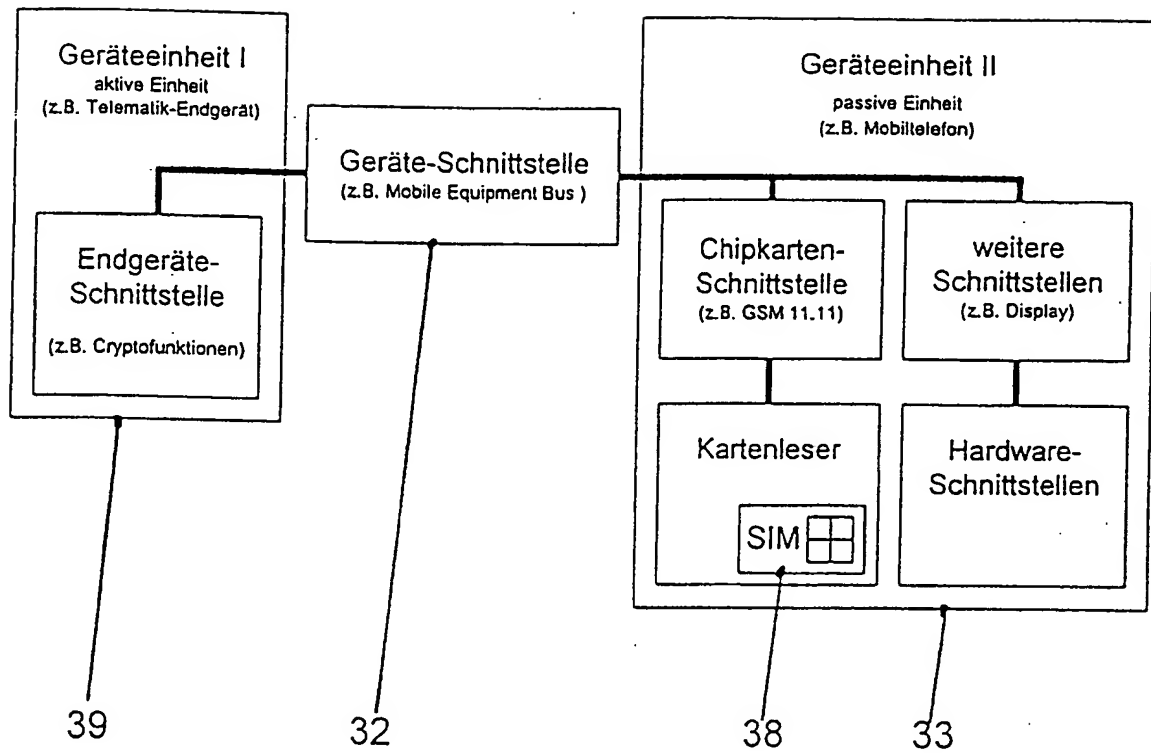 Geräteeinheit I
aktive Einheit
(z.B. Telematik-Endgerät)
Endgeräte-
Schnittstelle
(z.B. Cryptofunktionen)
Geräte-Schnittstelle
(z.B. Mobile Equipment Bus )
Geräteeinheit II
passive Einheit
(z.B. Mobiltelefon)
Chipkarten-
Schnittstelle
(z.B. GSM 11.11)
weitere
Schnittstellen
(z.B. Display)
Kartenleser
SIM
Hardware-
Schnittstellen
39
32
38
33